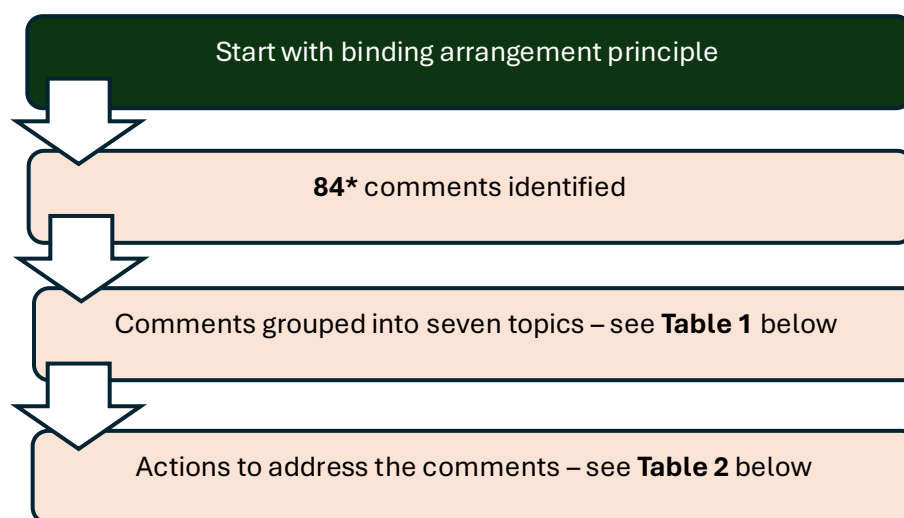 Start with binding arrangement principle
84* comments identified
Comments grouped into seven topics – see Table 1 below
Actions to address the comments – see Table 2 below